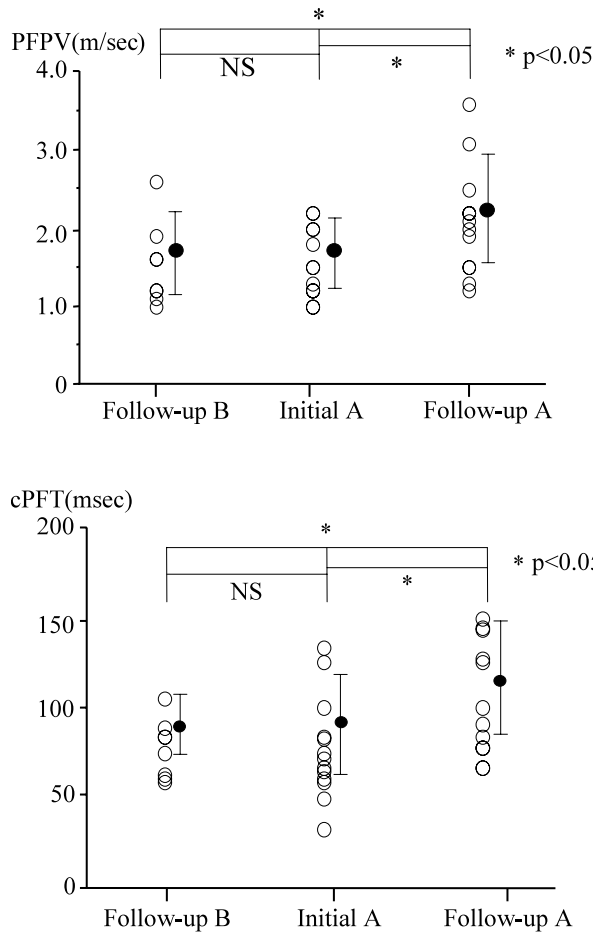 *
PFPV(m/sec)
NS
*
* p<0.05
4.0
3.0
2.0
1.0
0
Follow-up B Initial A Follow-up A
cPFT(msec)
200
*
* p<0.05
NS
*
150
100
50
0
Follow-up B Initial A Follow-up A